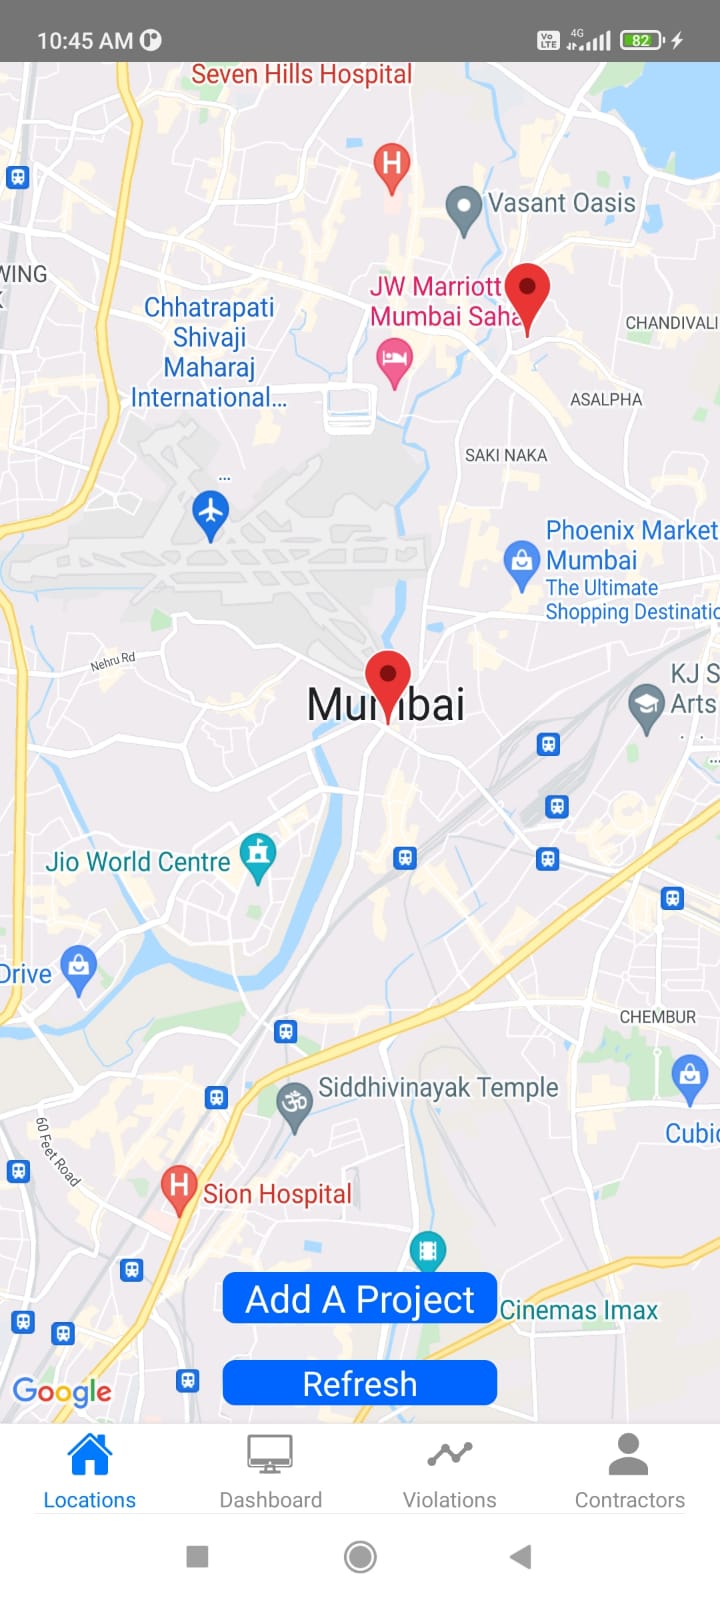 10:45 AM
Vo LTE
4G
82
Seven Hills Hospital
H
Vasant Oasis
WING
JW Marriott
Mumbai Saha
Chhatrapati
Shivaji
Maharaj
International...
CHANDIVALI
ASALPHA
SAKI NAKA
...
Phoenix Market
Mumbai
The Ultimate
Shopping Destinatio
Nehru Rd
KJ S
Arts
...
Mumbai
Jio World Centre
Drive
CHEMBUR
Siddhivinayak Temple
Cubic
60 Feet Road
H
Sion Hospital
Add A Project
Cinemas Imax
Refresh
Google
Locations
Dashboard
Violations
Contractors